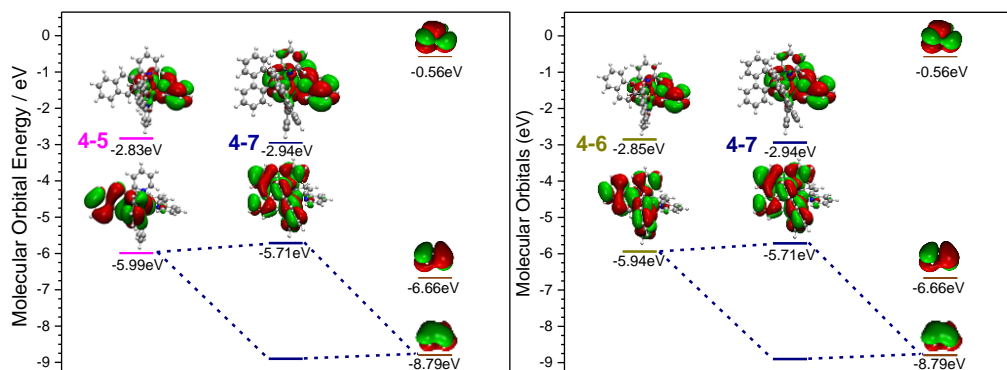 Molecular Orbital Energy / eV
0
-1
-2
-3
-4
-5
-6
-7
-8
-9
4-5
-2.83eV
-5.99eV
4-7
-2.94eV
-5.71eV
-0.56eV
-6.66eV
-8.79eV
Molecular Orbitals (eV)
0
-1
-2
-3
-4
-5
-6
-7
-8
-9
4-6
-2.85eV
-5.94eV
4-7
-2.94eV
-5.71eV
-0.56eV
-6.66eV
-8.79eV